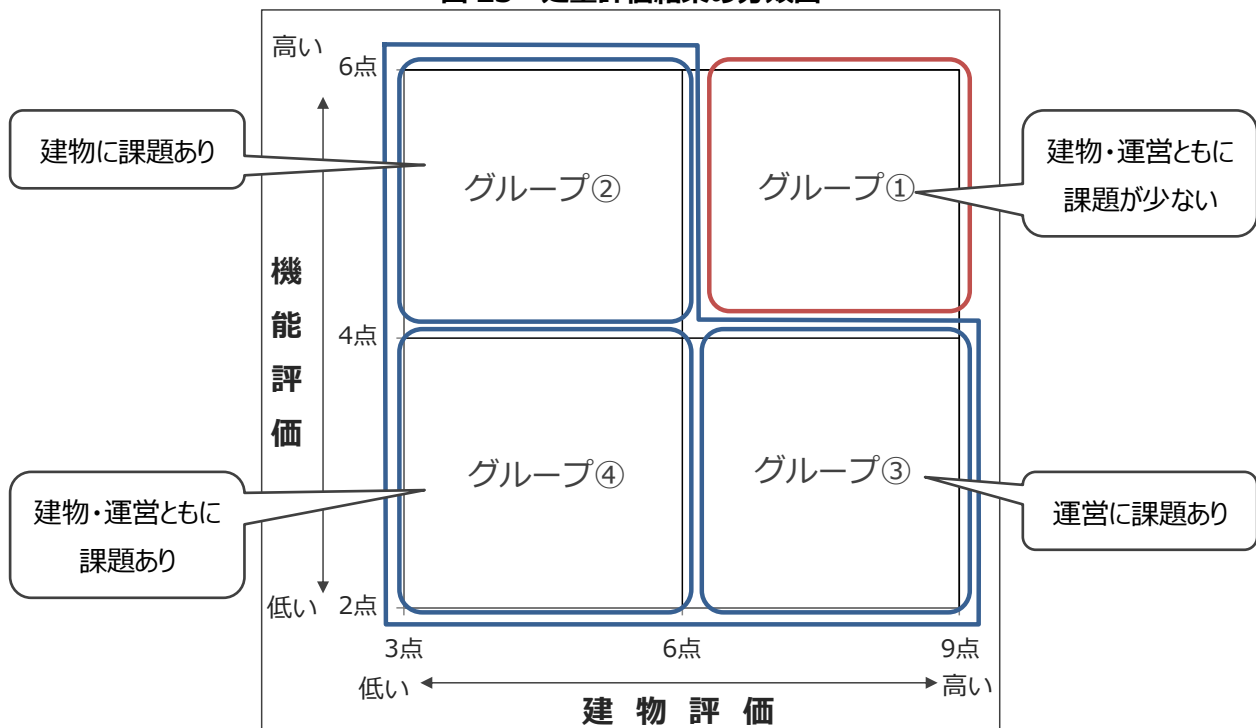 高い
6点
建物に課題あり
グループ②
グループ①
建物・運営ともに
課題が少ない
機能評価
4点
グループ④
グループ③
建物・運営ともに
課題あり
運営に課題あり
低い
2点
3点
6点
9点
低い
高い
建物評価